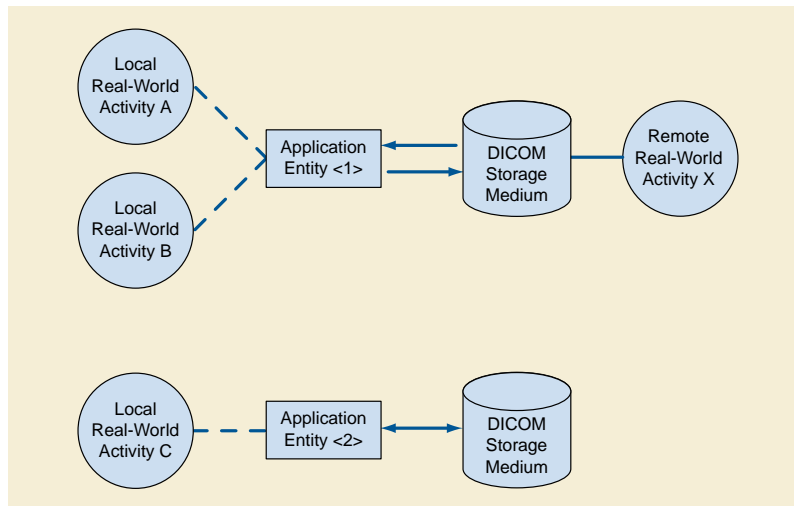 Local
Real-World
Activity A
Application
Entity <1>
DICOM
Storage
Medium
Remote
Real-World
Activity X
Local
Real-World
Activity B
Local
Real-World
Activity C
Application
Entity <2>
DICOM
Storage
Medium